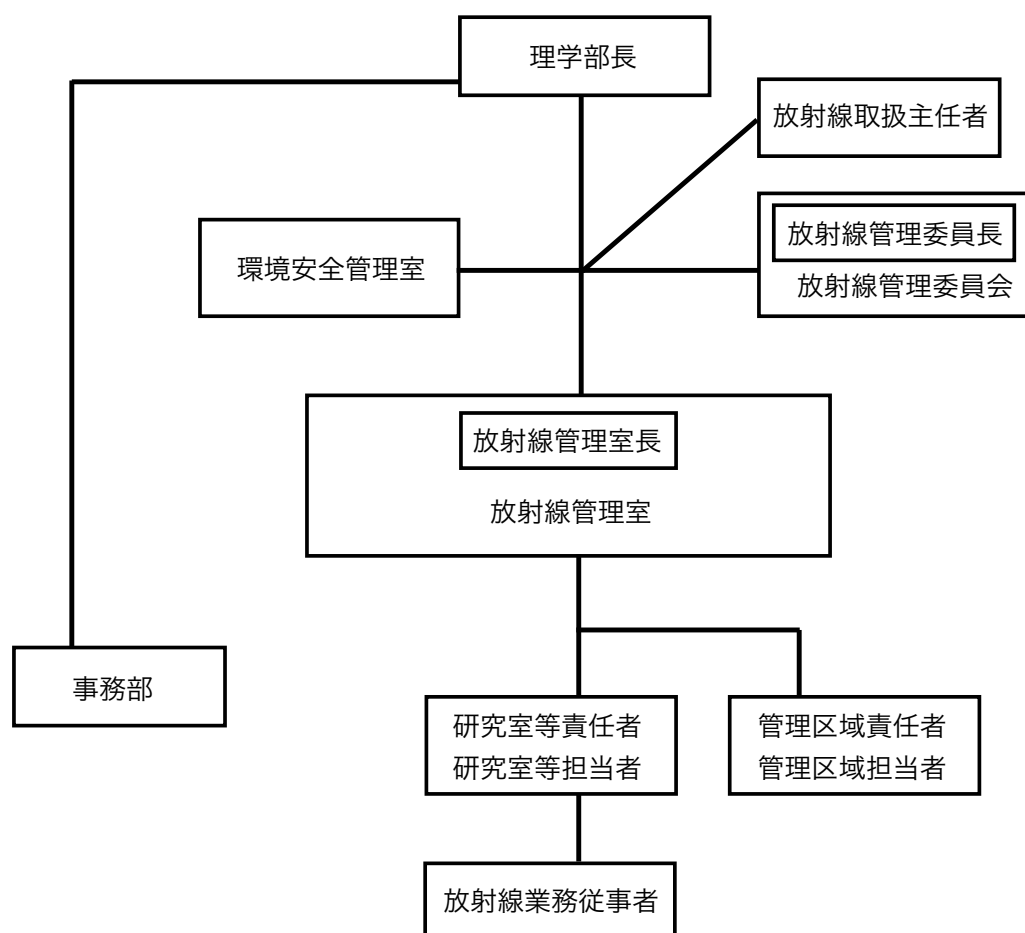 理学部長
放射線取扱主任者
放射線管理委員長
環境安全管理室
放射線管理委員会
放射線管理室長
放射線管理室
事務部
研究室等責任者
研究室等担当者
管理区域責任者
管理区域担当者
放射線業務従事者